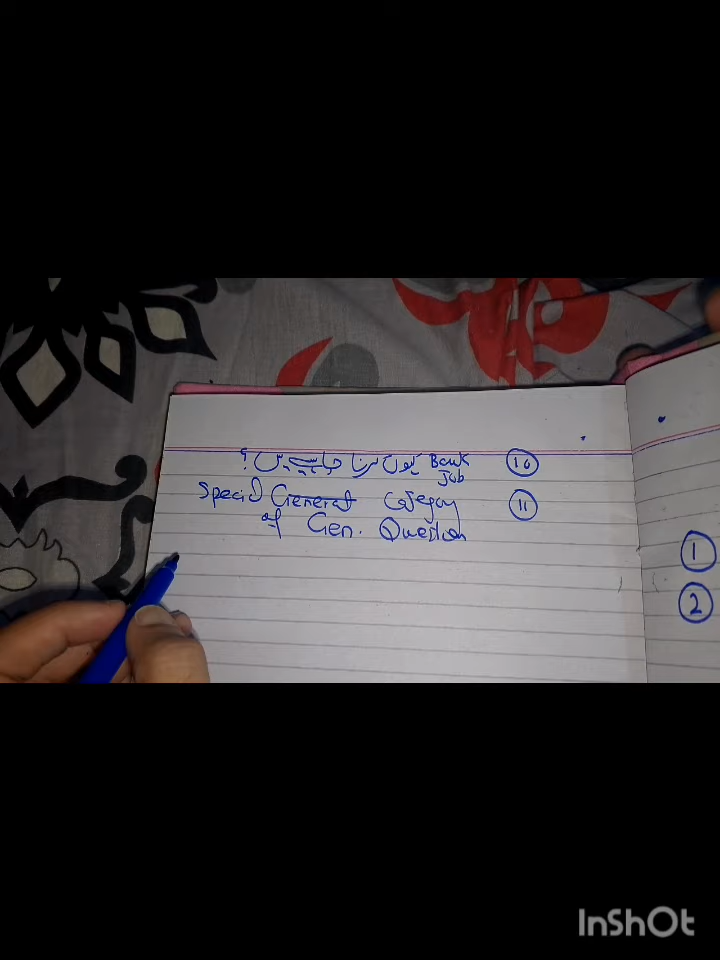 ⑩ Bank Job کیوں کرنا چاہیے ہیں؟
⑪ Special General Category
of Gen. Question
①
②
InShOt